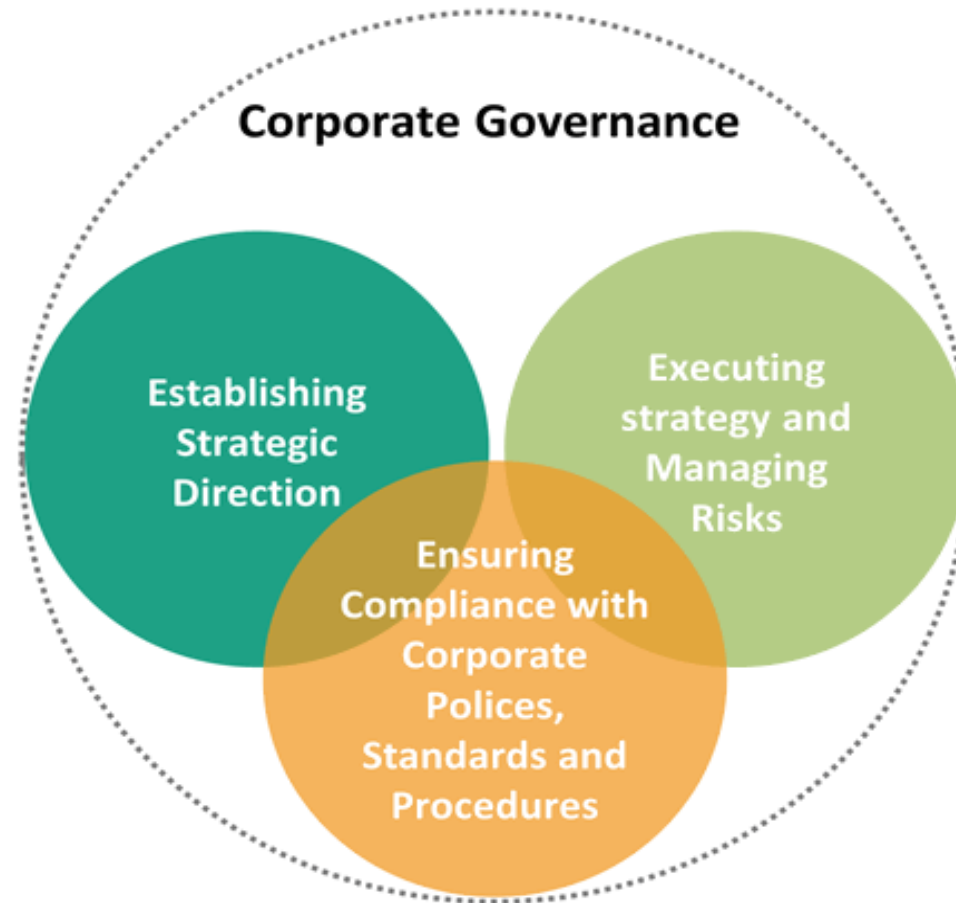 Corporate Governance
Establishing
Strategic
Direction
Executing
strategy and
Managing
Risks
Ensuring
Compliance with
Corporate
Polices,
Standards and
Procedures